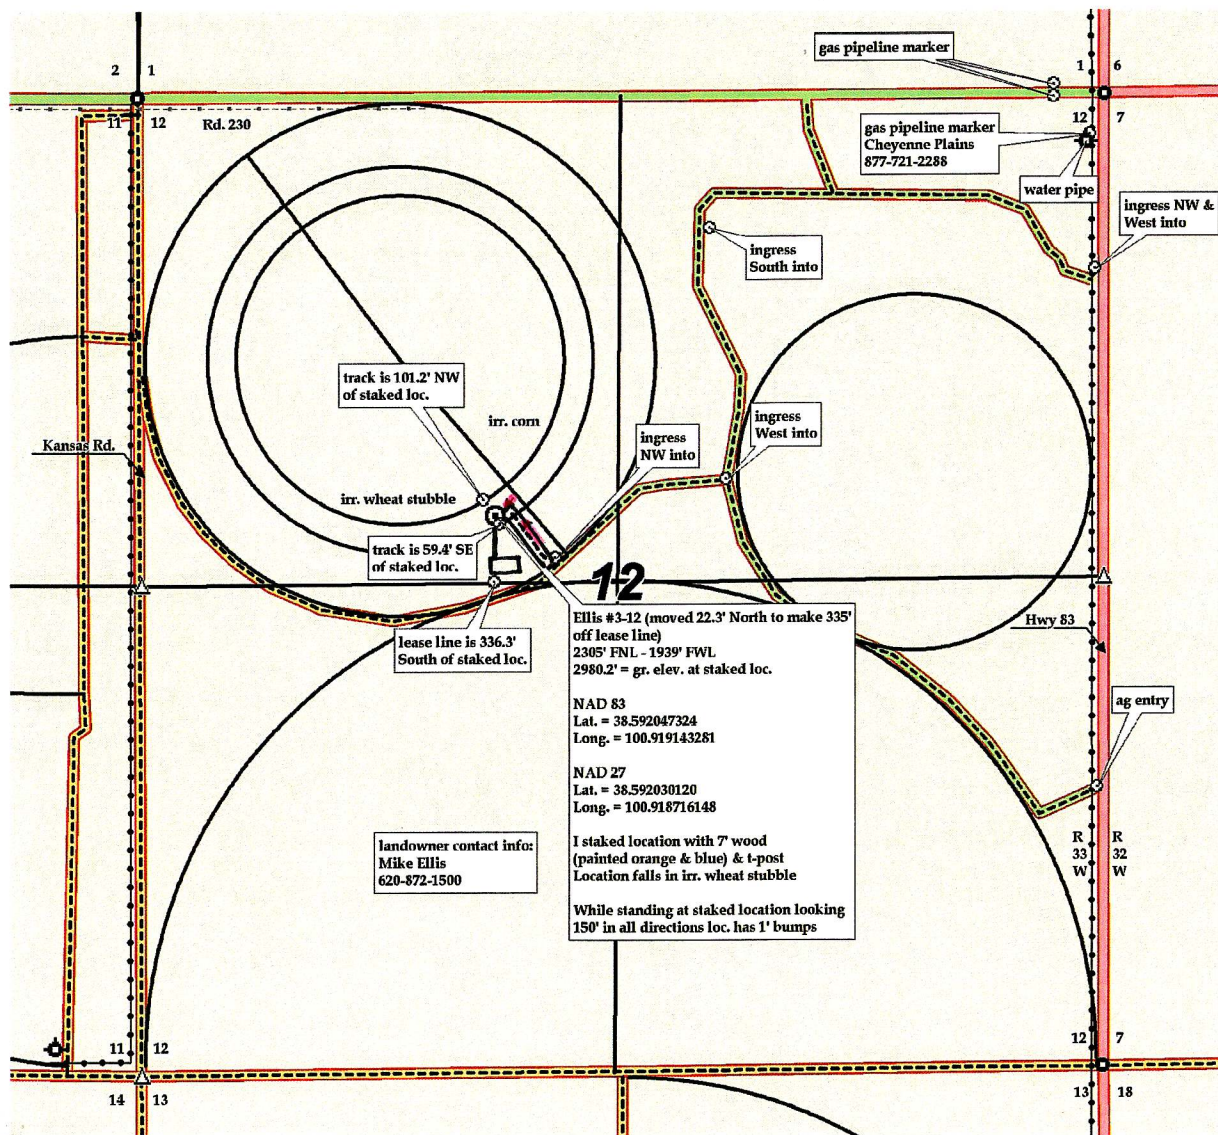 gas pipeline marker
2 1
1 6
11 12
Rd. 230
12 7
gas pipeline marker
Cheyenne Plains
877-721-2288
water pipe
ingress NW &
West into
ingress
South into
track is 101.2' NW
of staked loc.
irr. corn
ingress
West into
ingress
NW into
Kansas Rd.
irr. wheat stubble
track is 59.4' SE
of staked loc.
12
lease line is 336.3'
South of staked loc.
Ellis #3-12 (moved 22.3' North to make 335'
off lease line)
2305' FNL - 1939' FWL
2980.2' = gr. elev. at staked loc.
NAD 83
Lat. = 38.592047324
Long. = 100.919143281
NAD 27
Lat. = 38.592030120
Long. = 100.918716148
I staked location with 7' wood
(painted orange & blue) & t-post
Location falls in irr. wheat stubble
While standing at staked location looking
150' in all directions loc. has 1' bumps
Hwy 83
ag entry
landowner contact info:
Mike Ellis
620-872-1500
R R
33 32
W W
11 12
12 7
14 13
13 18